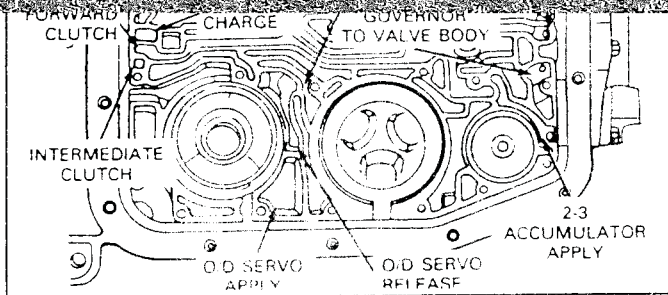 FORWARD
CLUTCH
CHARGE
GOVERNOR
TO VALVE BODY
INTERMEDIATE
CLUTCH
2-3
ACCUMULATOR
APPLY
O/D SERVO
APPLY
O/D SERVO
RELEASE